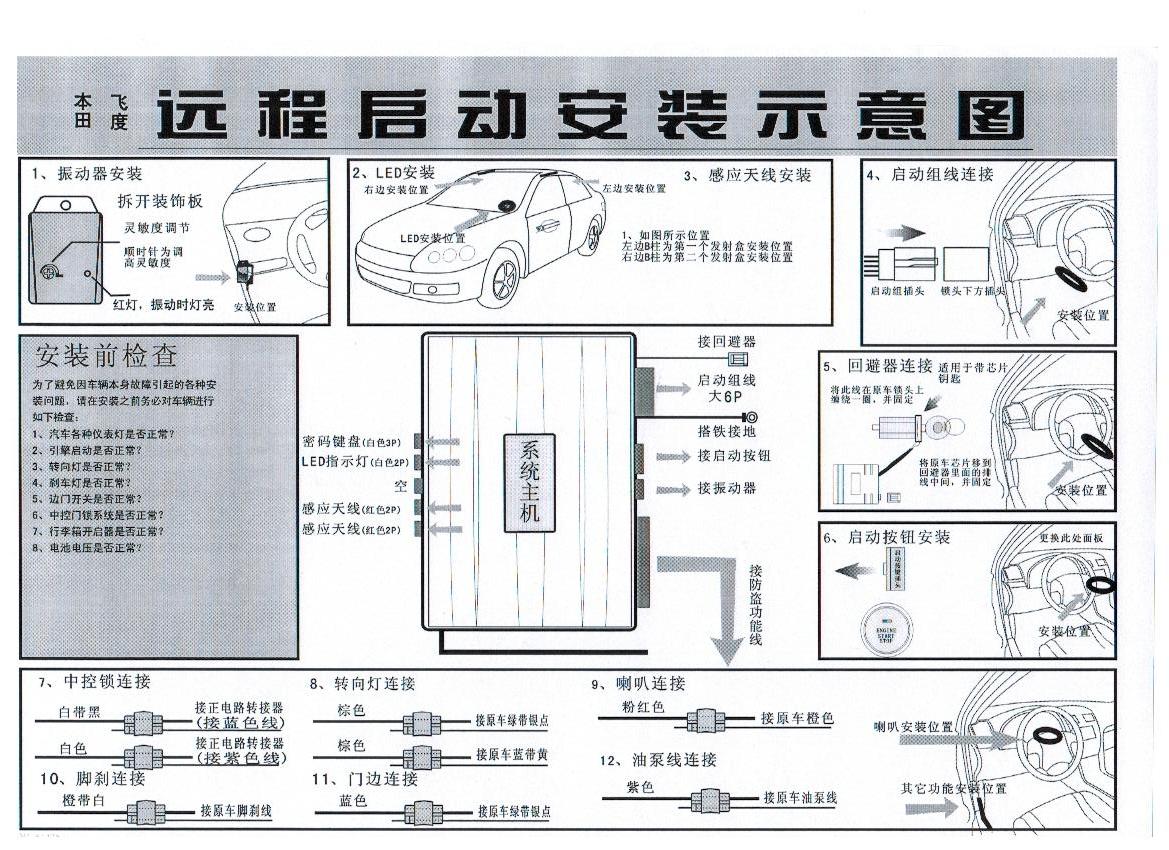 本田 飞度
远程启动安装示意图
1、振动器安装
拆开装饰板
灵敏度调节
顺时针为调
高灵敏度
红灯，振动时灯亮
安装位置
2、LED安装
右边安装位置
左边安装位置
LED安装位置
3、感应天线安装
1、如图所示位置
左边B柱为第一个发射盒安装位置
右边B柱为第二个发射盒安装位置
4、启动组线连接
启动组插头
锁头下方插头
安装位置
安装前检查
为了避免因车辆本身故障引起的各种安
装问题，请在安装之前务必对车辆进行
如下检查：
1、汽车各种仪表灯是否正常？
2、引擎启动是否正常？
3、转向灯是否正常？
4、刹车灯是否正常？
5、边门开关是否正常？
6、中控门锁系统是否正常？
7、行李箱开启器是否正常？
8、电池电压是否正常？
密码键盘(白色3P)
LED指示灯(白色2P)
空
感应天线(红色2P)
感应天线(红色2P)
系统主机
接回避器
启动组线
大6P
搭铁接地
接启动按钮
接振动器
接防盗功能线
5、回避器连接 适用于带芯片
钥匙
将此线在原车锁头上
缠绕一圈，并固定
将原车芯片移到
回避器里面的排
线中间，并固定
安装位置
6、启动按钮安装
更换此处面板
启动按键插头
ENGINE
START
STOP
安装位置
7、中控锁连接
白带黑
接正电路转接器
(接蓝色线)
白色
接正电路转接器
(接紫色线)
8、转向灯连接
棕色
接原车绿带银点
棕色
接原车蓝带黄
9、喇叭连接
粉红色
接原车橙色
10、脚刹连接
橙带白
接原车脚刹线
11、门边连接
蓝色
接原车绿带银点
12、油泵线连接
紫色
接原车油泵线
喇叭安装位置
其它功能安装位置